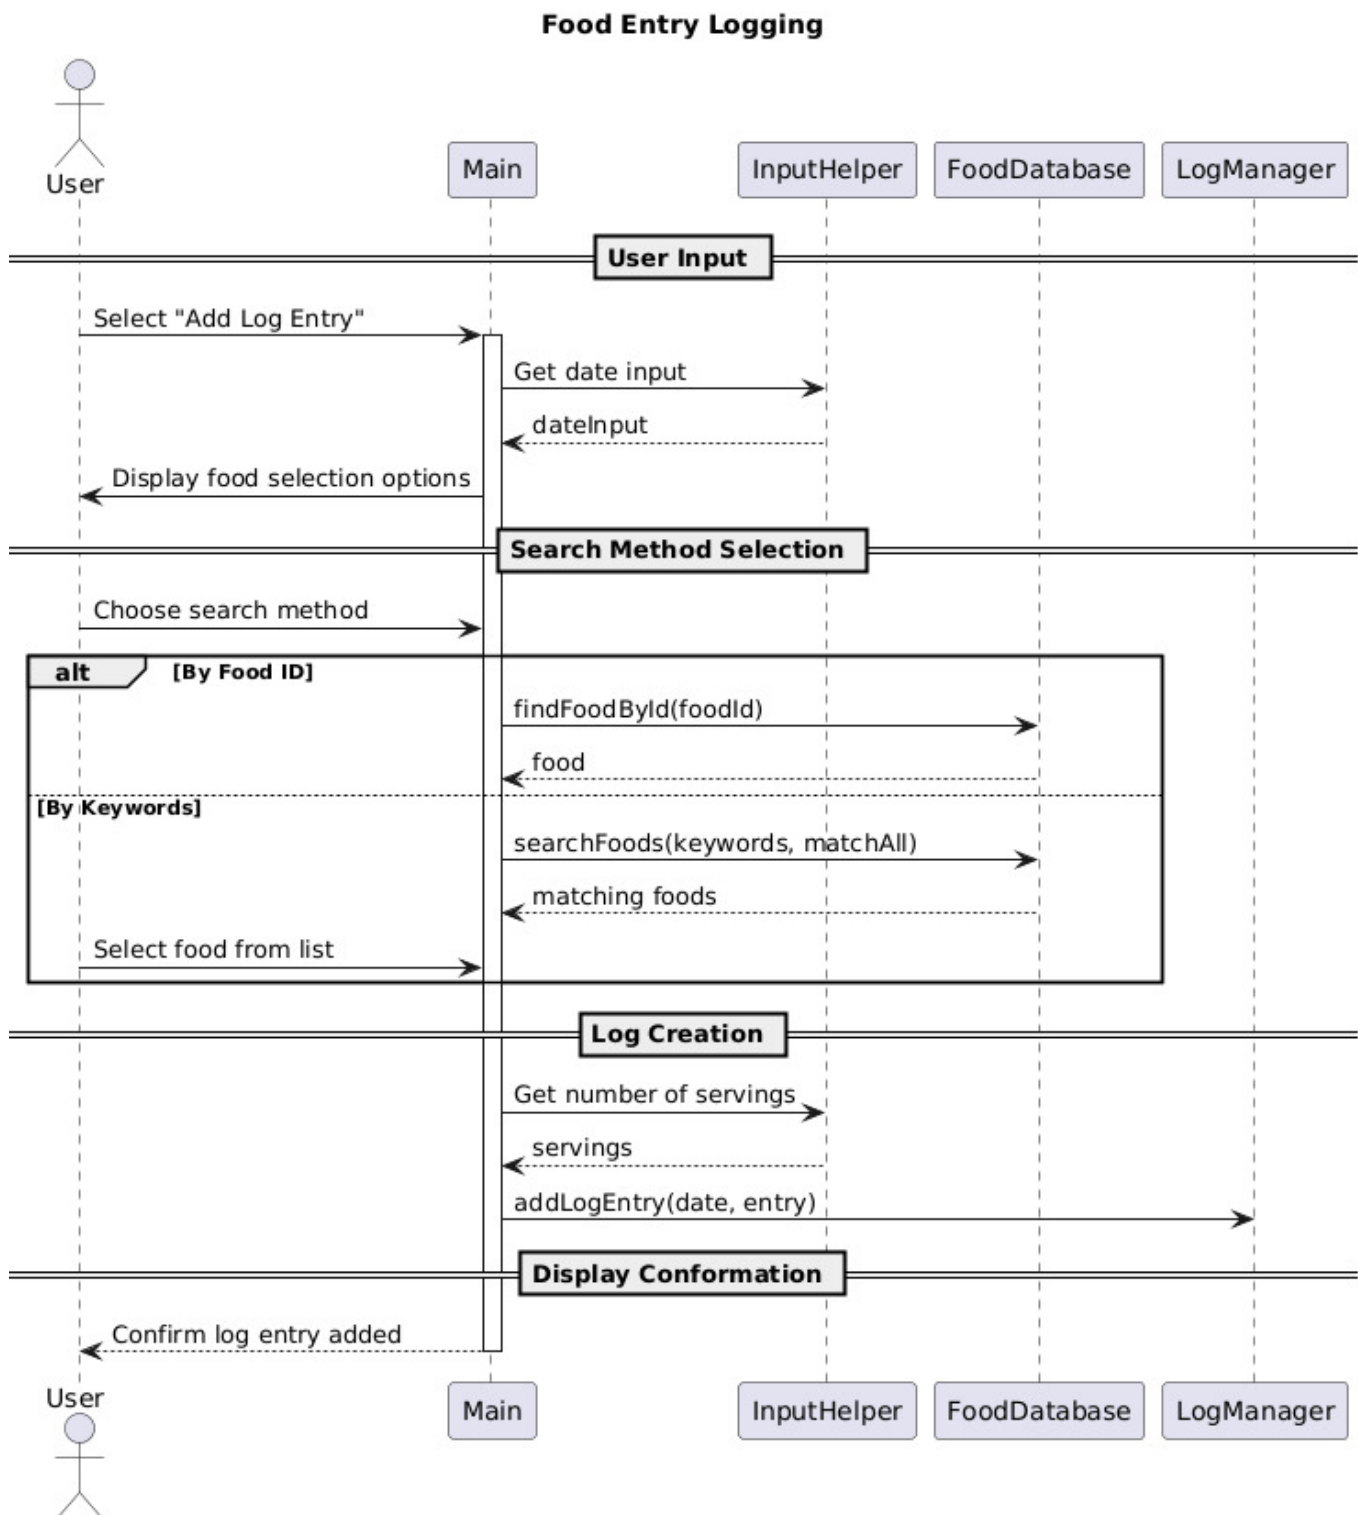 Food Entry Logging
User
Main
InputHelper
FoodDatabase
LogManager
User Input
Select "Add Log Entry"
Get date input
dateInput
Display food selection options
Search Method Selection
Choose search method
alt [By Food ID]
findFoodById(foodId)
food
[By Keywords]
searchFoods(keywords, matchAll)
matching foods
Select food from list
Log Creation
Get number of servings
servings
addLogEntry(date, entry)
Display Conformation
Confirm log entry added
User
Main
InputHelper
FoodDatabase
LogManager